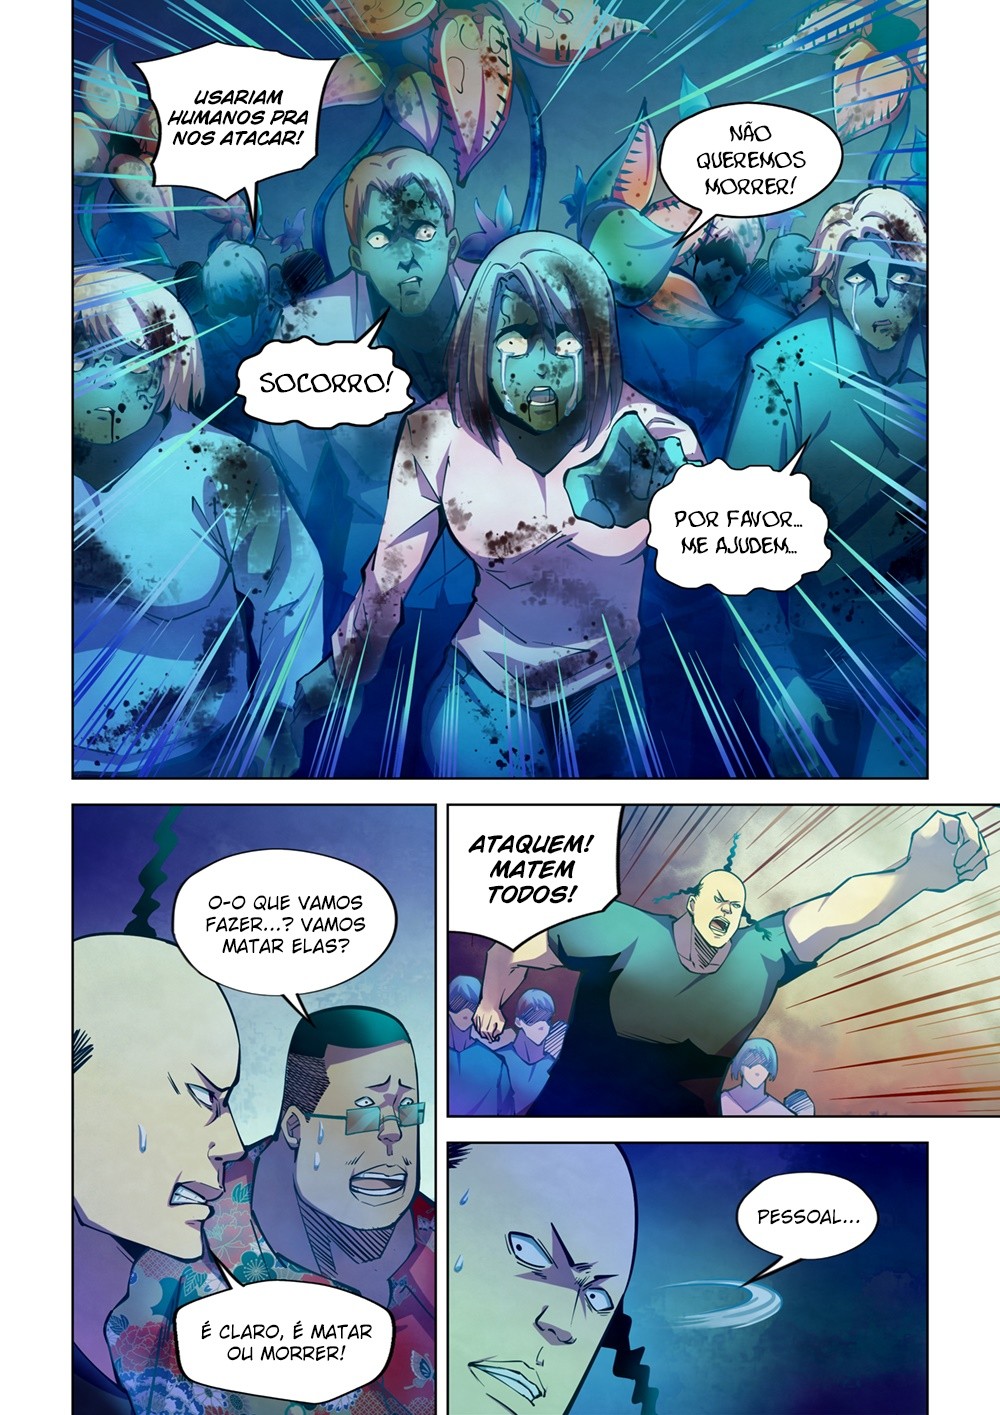 USARIAM
HUMANOS PRA
NOS ATACAR!
NÃO
QUEREMOS
MORRER!
SOCORRO!
POR FAVOR...
ME AJUDEM...
O-O QUE VAMOS
FAZER...? VAMOS
MATAR ELAS?
É CLARO, É MATAR
OU MORRER!
ATAQUEM!
MATEM
TODOS!
PESSOAL...